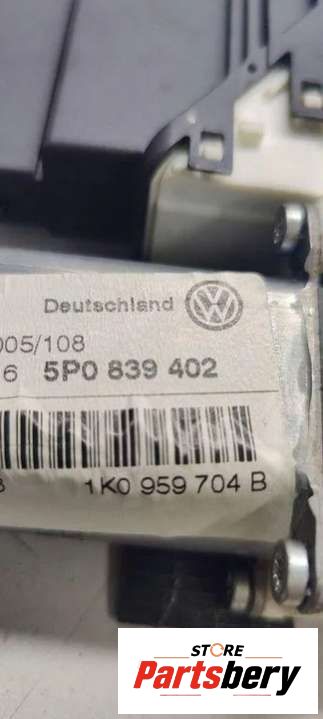 Deutschland
005/108
6 5P0 839 402
1K0 959 704 B
STORE
Partsbery